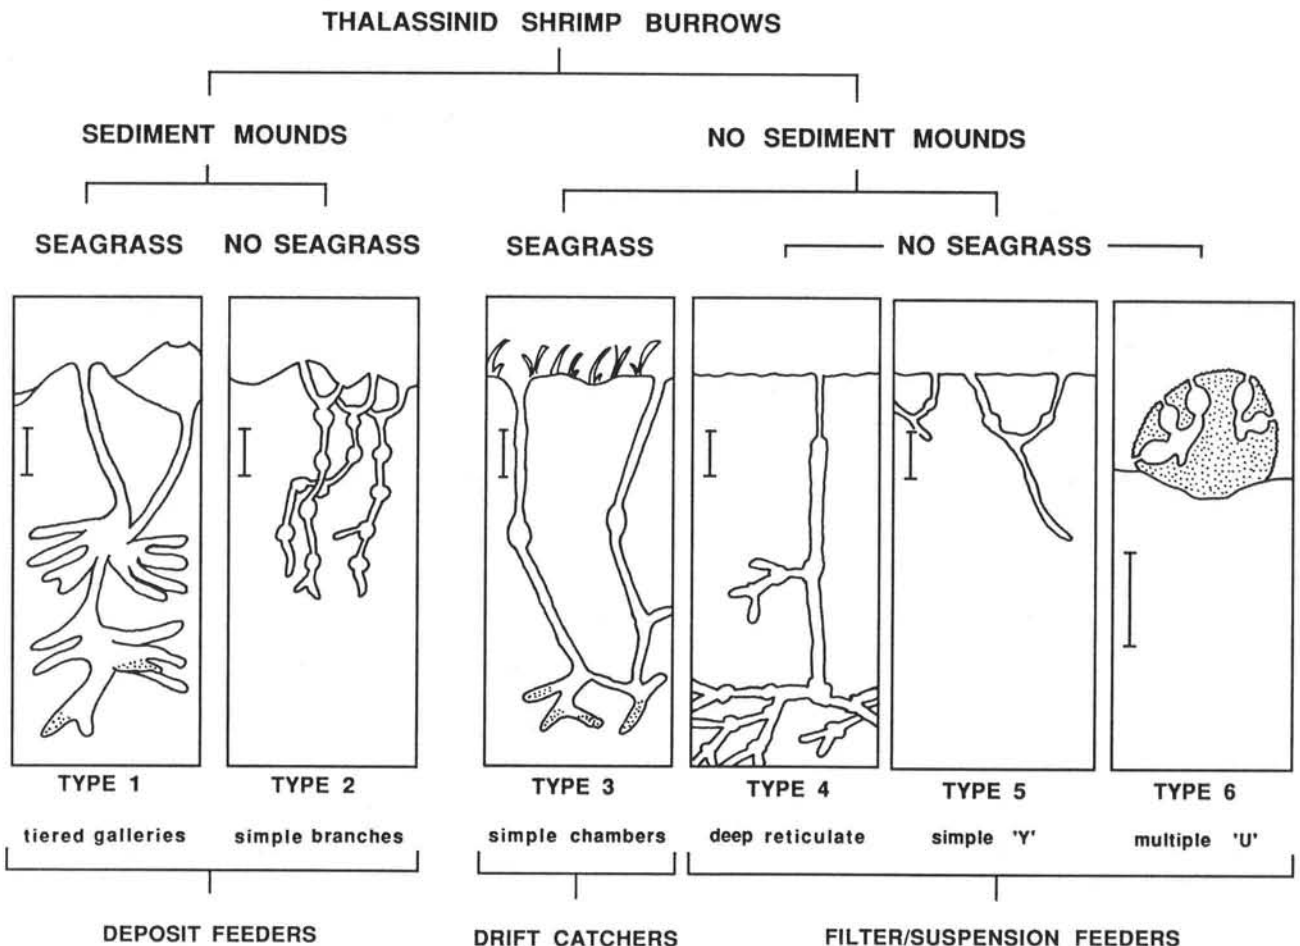 THALASSINID SHRIMP BURROWS
SEDIMENT MOUNDS
NO SEDIMENT MOUNDS
SEAGRASS
NO SEAGRASS
SEAGRASS
NO SEAGRASS
TYPE 1
TYPE 2
TYPE 3
TYPE 4
TYPE 5
TYPE 6
tiered galleries
simple branches
simple chambers
deep reticulate
simple 'Y'
multiple 'U'
DEPOSIT FEEDERS
DRIFT CATCHERS
FILTER/SUSPENSION FEEDERS